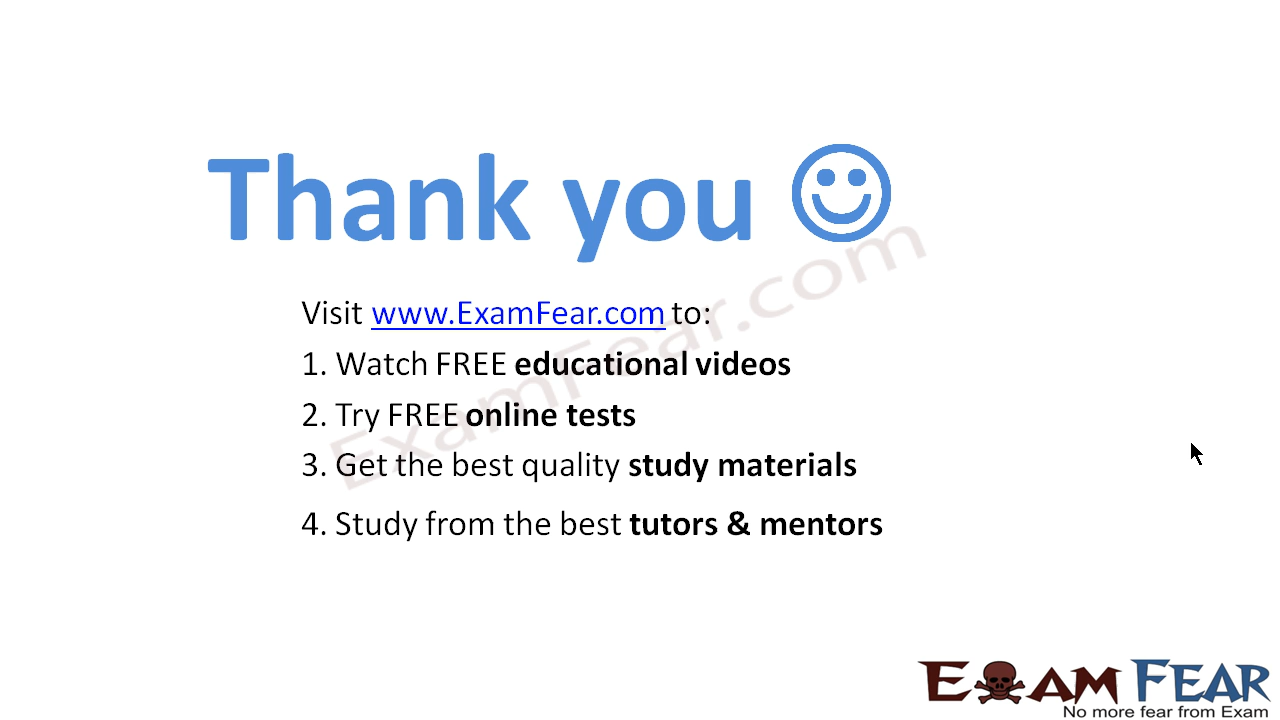 Thank you
Visit www.ExamFear.com to:
1. Watch FREE educational videos
2. Try FREE online tests
3. Get the best quality study materials
4. Study from the best tutors & mentors
ExamFear.com
EXAM FEAR
No more fear from Exam